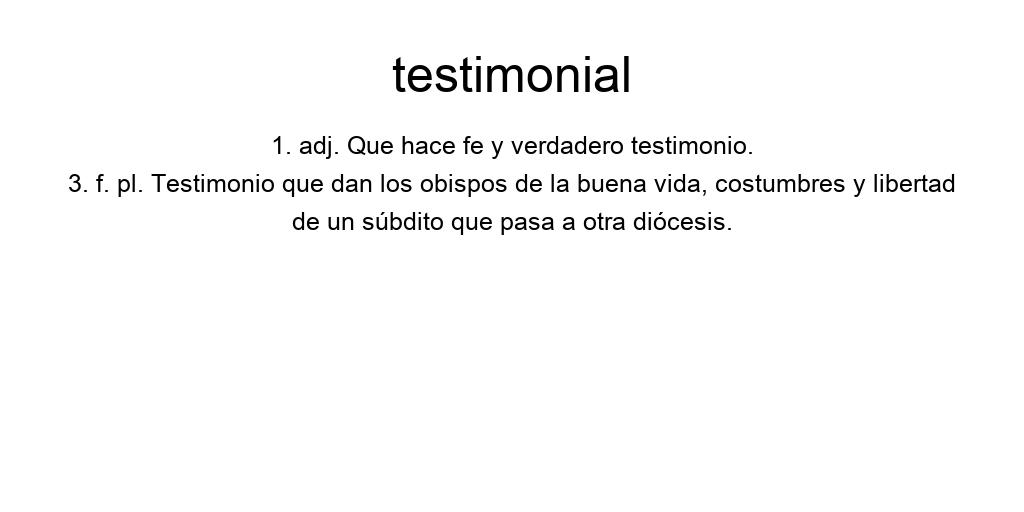 testimonial
1. adj. Que hace fe y verdadero testimonio.
3. f. pl. Testimonio que dan los obispos de la buena vida, costumbres y libertad
de un súbdito que pasa a otra diócesis.